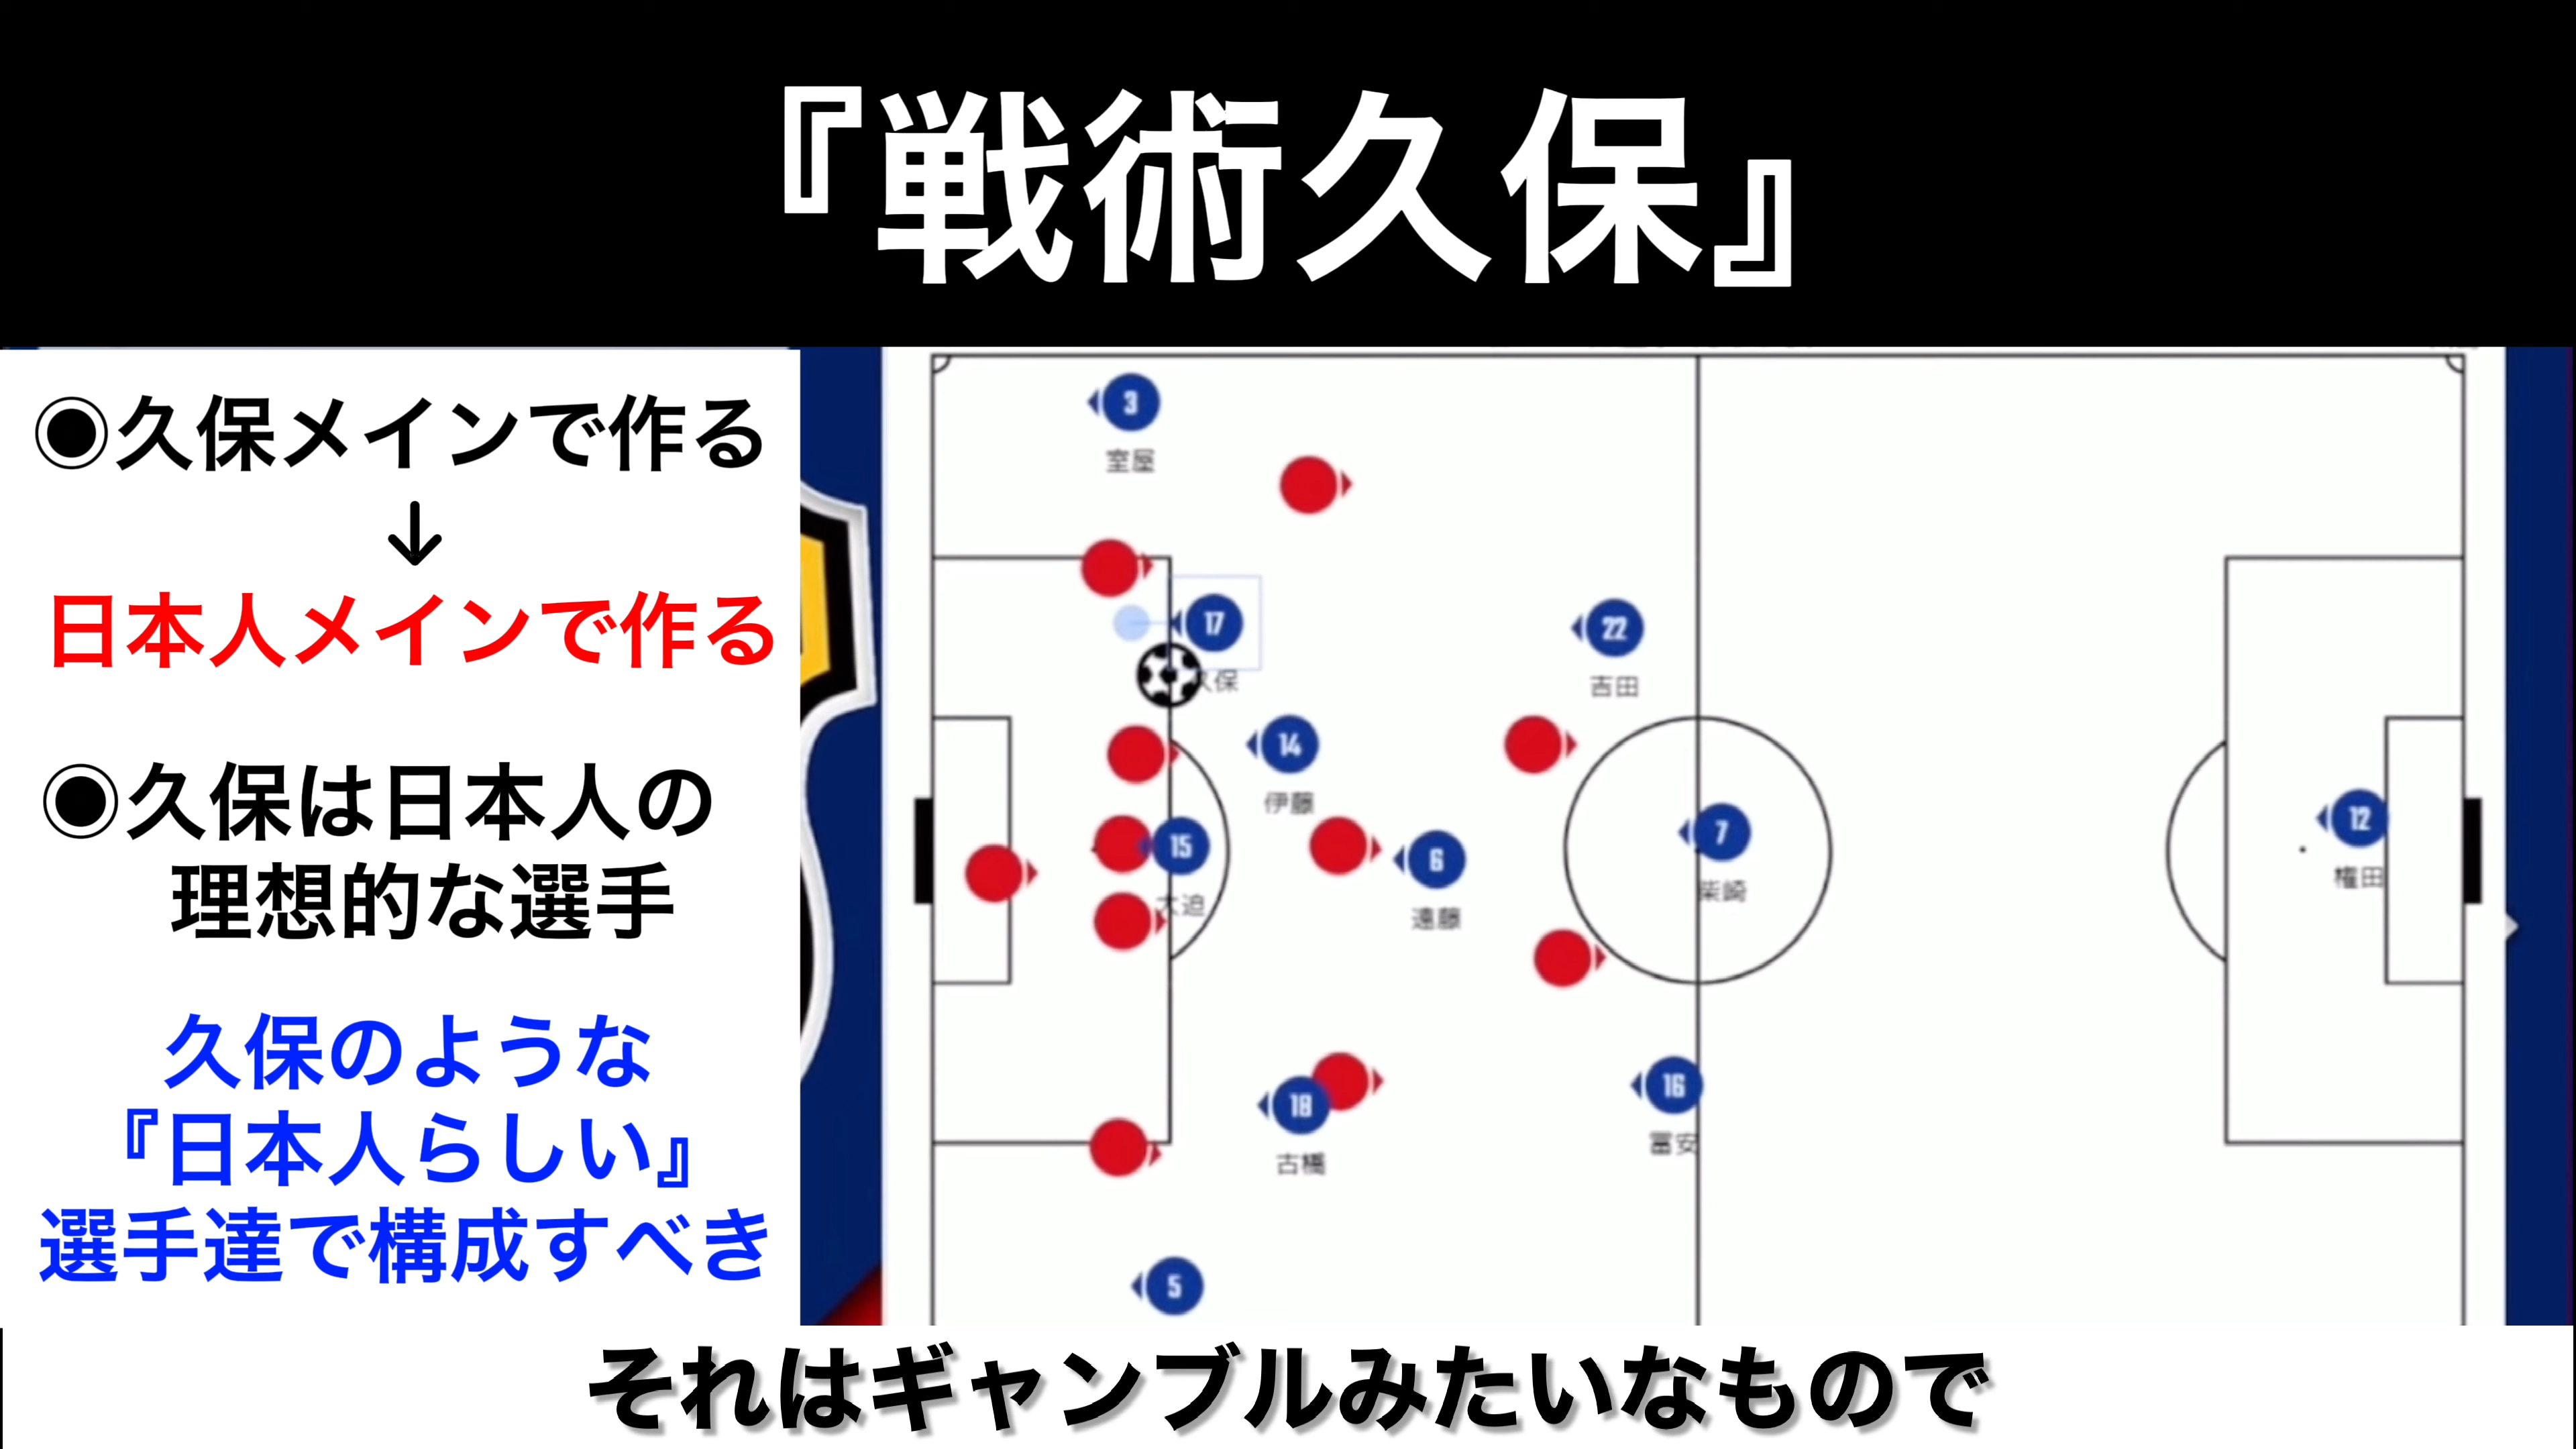 『戦術久保』
◉久保メインで作る
↓
日本人メインで作る
◉久保は日本人の
理想的な選手
久保のような
『日本人らしい』
選手達で構成すべき
3
室屋
17
久保
22
吉田
14
伊藤
15
大迫
6
遠藤
7
柴崎
12
権田
18
古橋
16
冨安
5
それはギャンブルみたいなもので